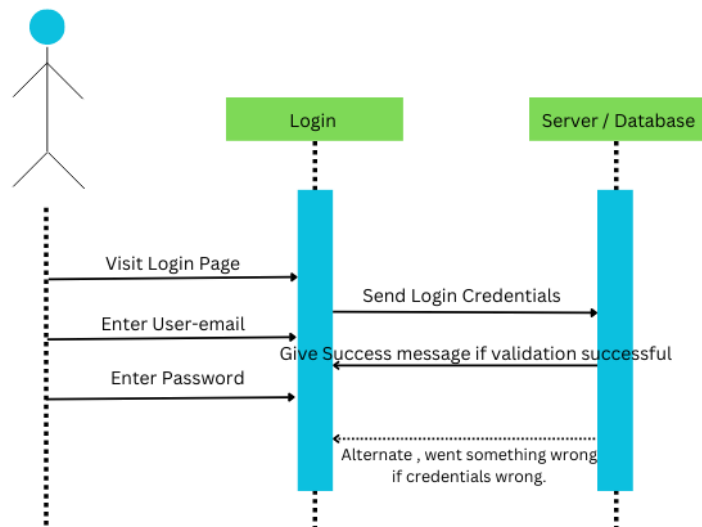 Login
Server / Database
Visit Login Page
Send Login Credentials
Enter User-email
Give Success message if validation successful
Enter Password
Alternate , went something wrong
if credentials wrong.